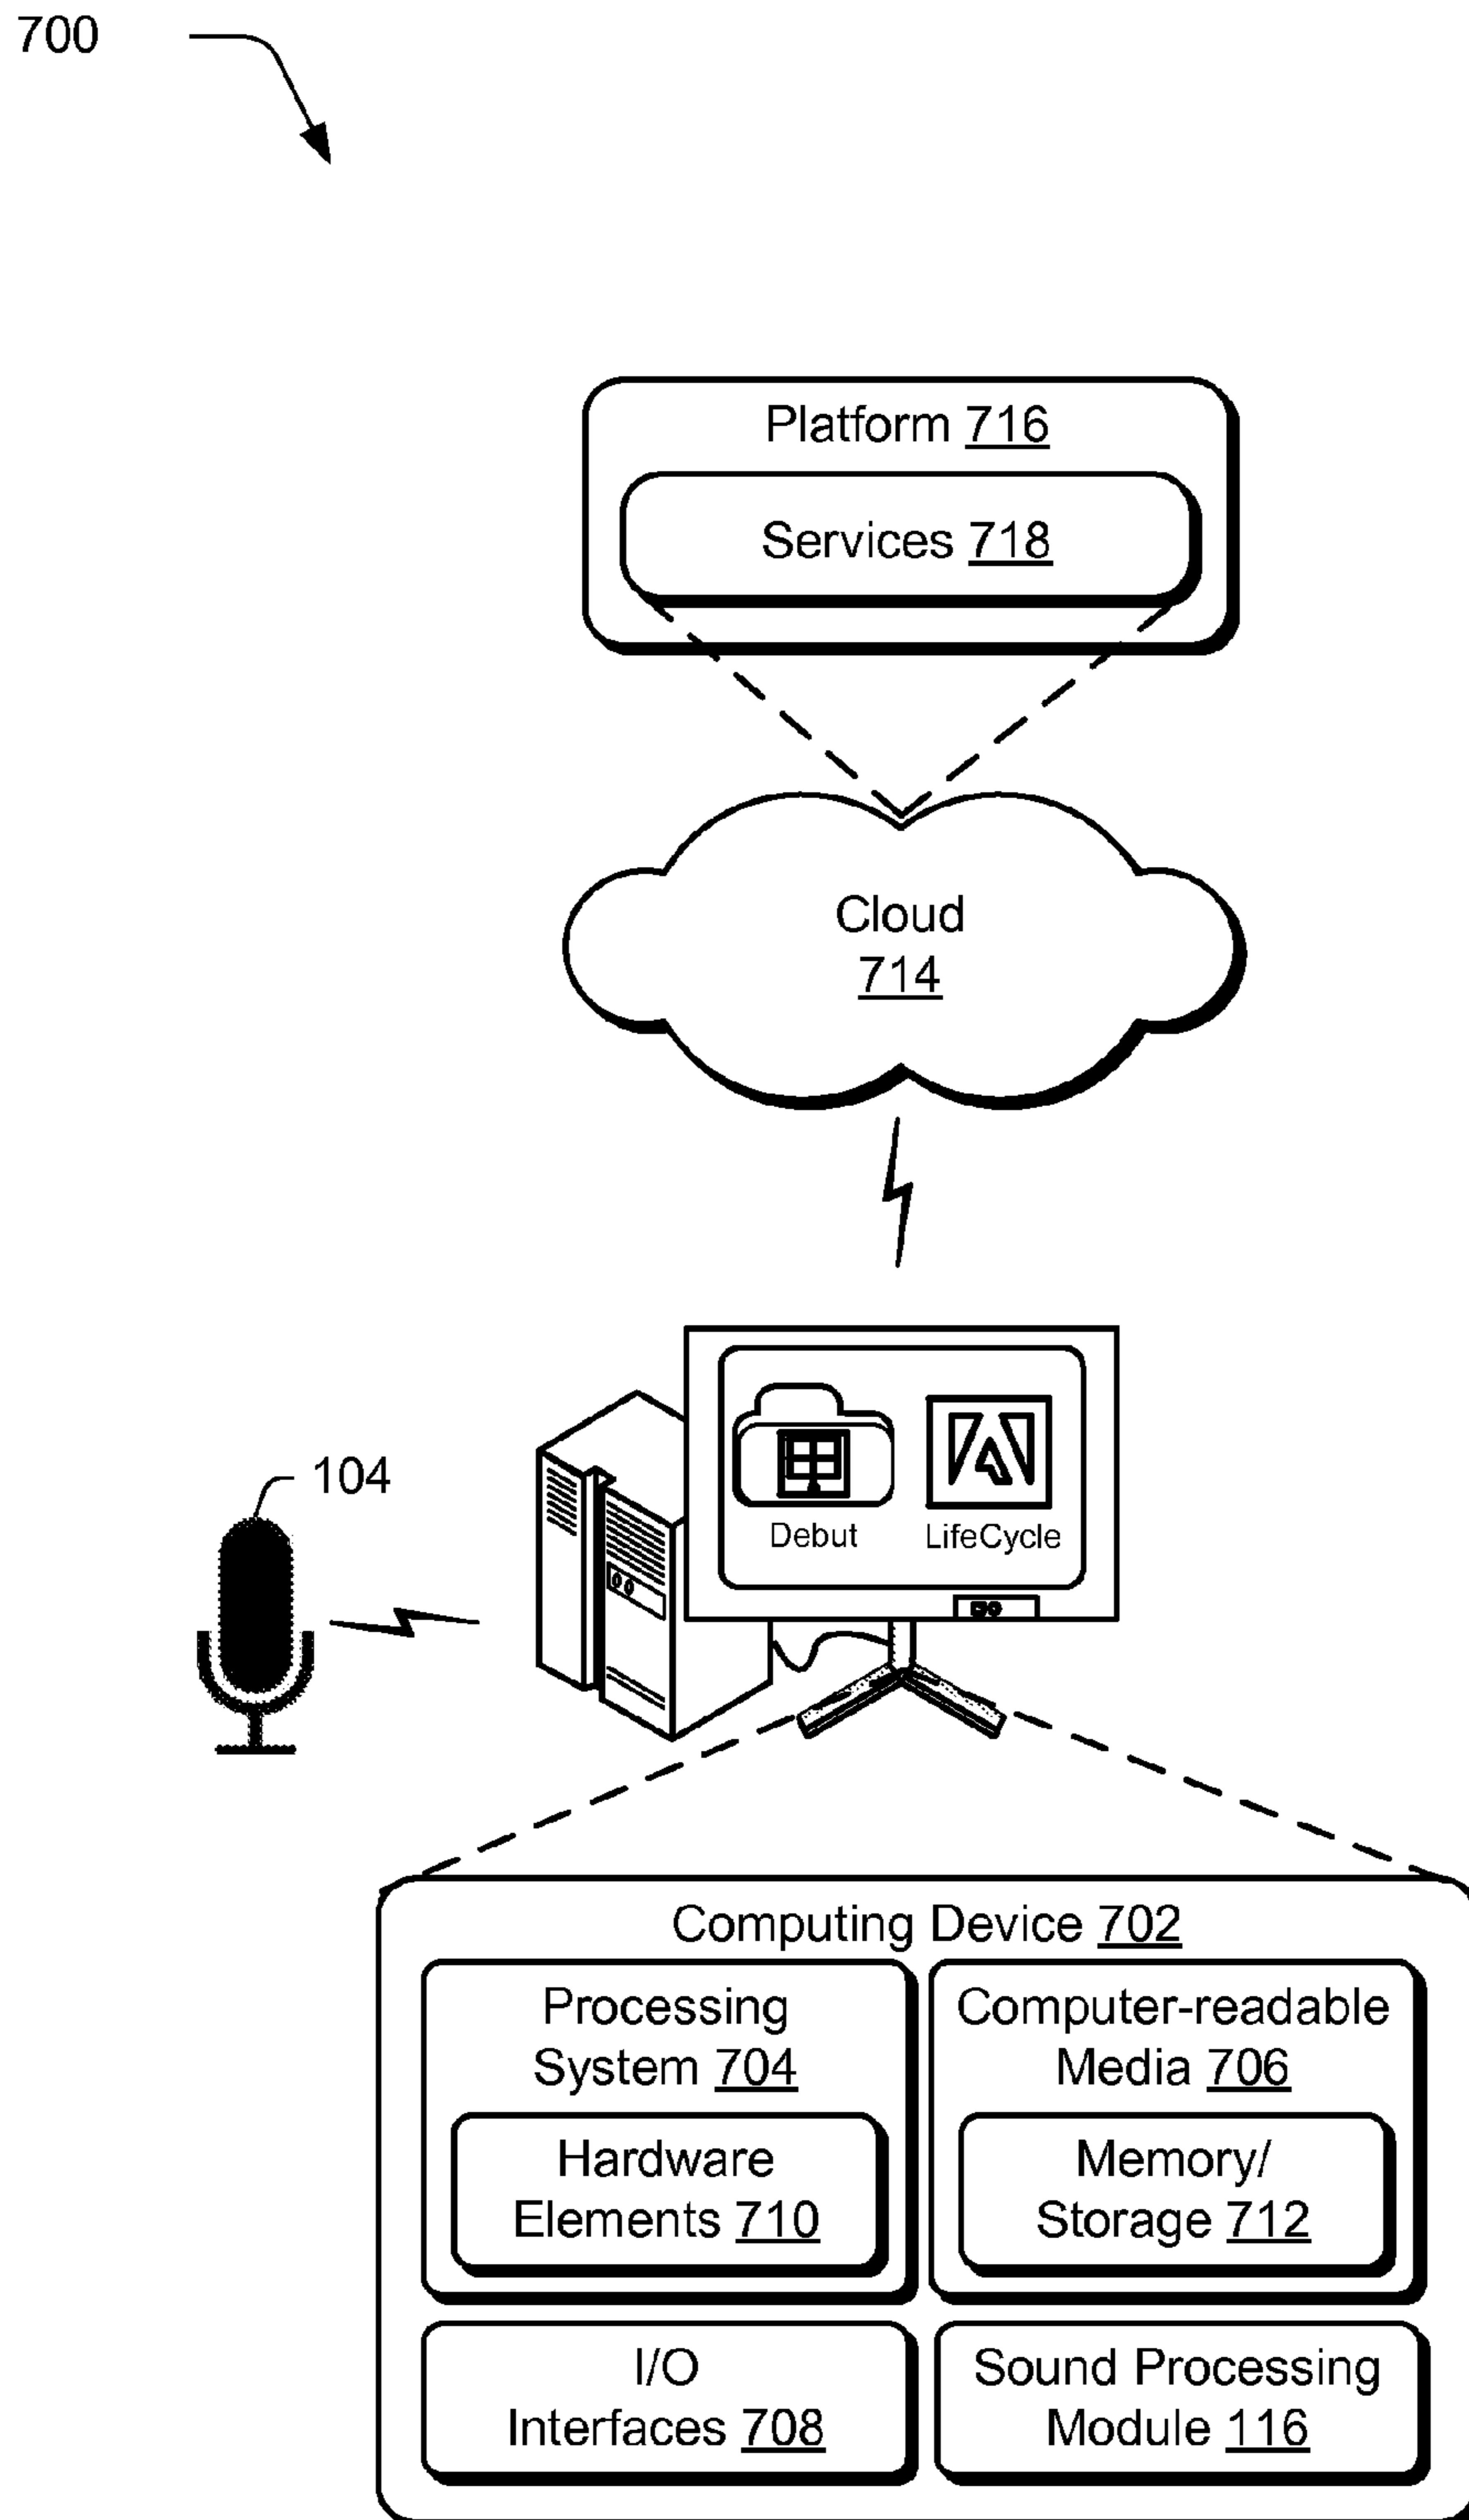 700
Platform 716
Services 718
Cloud
714
104
Debut
LifeCycle
Computing Device 702
Processing
System 704
Hardware
Elements 710
Computer-readable
Media 706
Memory/
Storage 712
I/O
Interfaces 708
Sound Processing
Module 116